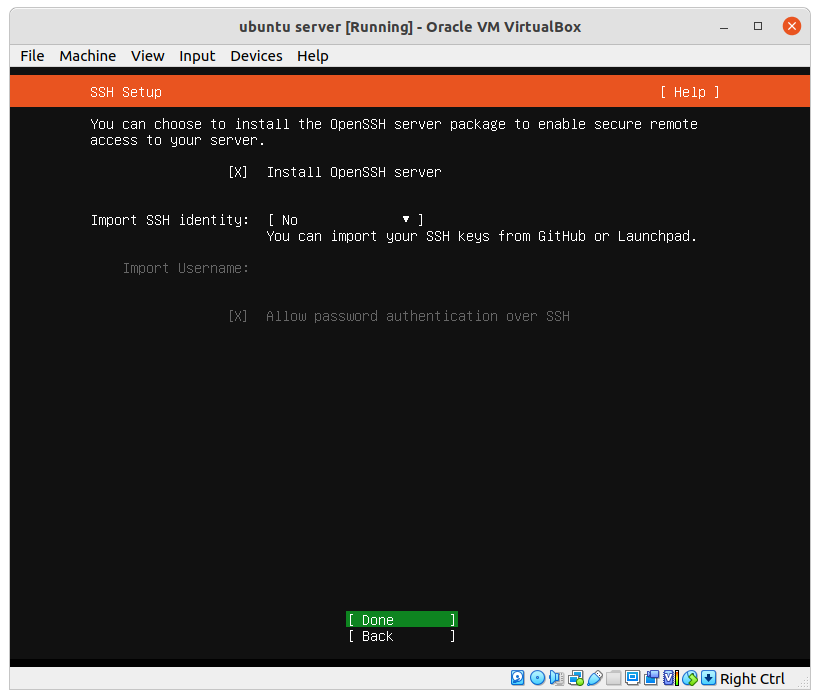 ubuntu server [Running] - Oracle VM VirtualBox
File Machine View Input Devices Help
SSH Setup [ Help ]
You can choose to install the OpenSSH server package to enable secure remote
access to your server.
[X] Install OpenSSH server
Import SSH identity: [ No ▾ ]
You can import your SSH keys from GitHub or Launchpad.
Import Username:
[X] Allow password authentication over SSH
[ Done ]
[ Back ]
Right Ctrl